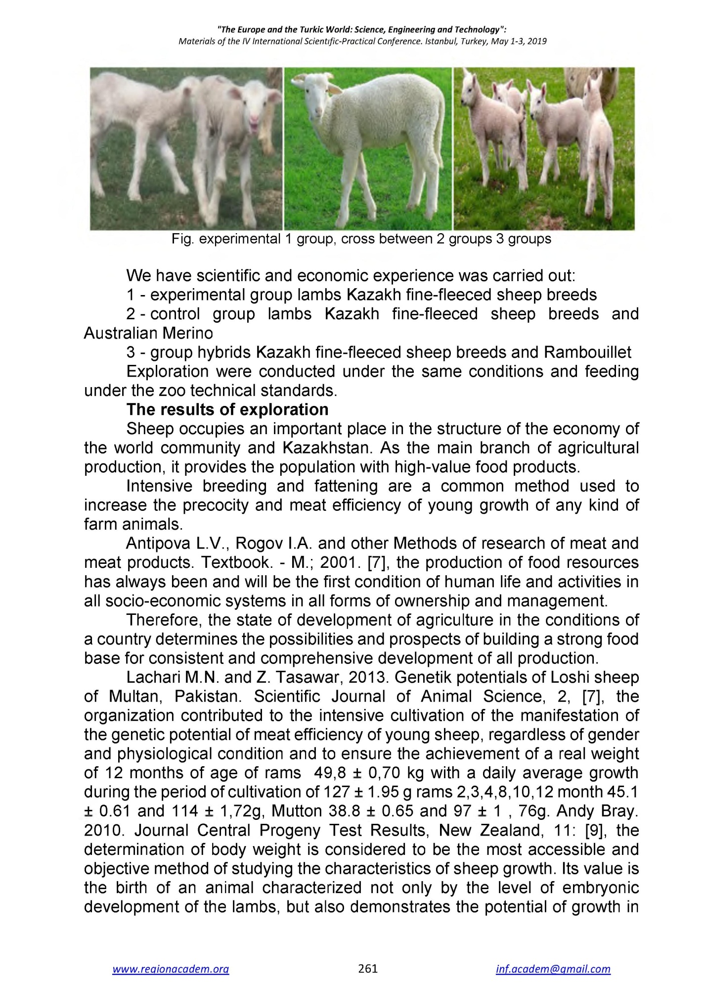 "The Europe and the Turkic World: Science, Engineering and Technology":
Materials of the IV International Scientific-Practical Conference. Istanbul, Turkey, May 1-3, 2019
Fig. experimental 1 group, cross between 2 groups 3 groups
We have scientific and economic experience was carried out:
1 - experimental group lambs Kazakh fine-fleeced sheep breeds
2 - control group lambs Kazakh fine-fleeced sheep breeds and
Australian Merino
3 - group hybrids Kazakh fine-fleeced sheep breeds and Rambouillet
Exploration were conducted under the same conditions and feeding
under the zoo technical standards.
The results of exploration
Sheep occupies an important place in the structure of the economy of
the world community and Kazakhstan. As the main branch of agricultural
production, it provides the population with high-value food products.
Intensive breeding and fattening are a common method used to
increase the precocity and meat efficiency of young growth of any kind of
farm animals.
Antipova L.V., Rogov I.A. and other Methods of research of meat and
meat products. Textbook. - M.; 2001. [7], the production of food resources
has always been and will be the first condition of human life and activities in
all socio-economic systems in all forms of ownership and management.
Therefore, the state of development of agriculture in the conditions of
a country determines the possibilities and prospects of building a strong food
base for consistent and comprehensive development of all production.
Lachari M.N. and Z. Tasawar, 2013. Genetik potentials of Loshi sheep
of Multan, Pakistan. Scientific Journal of Animal Science, 2, [7], the
organization contributed to the intensive cultivation of the manifestation of
the genetic potential of meat efficiency of young sheep, regardless of gender
and physiological condition and to ensure the achievement of a real weight
of 12 months of age of rams 49,8 ± 0,70 kg with a daily average growth
during the period of cultivation of 127 ± 1.95 g rams 2,3,4,8,10,12 month 45.1
± 0.61 and 114 ± 1,72g, Mutton 38.8 ± 0.65 and 97 ± 1 , 76g. Andy Bray.
2010. Journal Central Progeny Test Results, New Zealand, 11: [9], the
determination of body weight is considered to be the most accessible and
objective method of studying the characteristics of sheep growth. Its value is
the birth of an animal characterized not only by the level of embryonic
development of the lambs, but also demonstrates the potential of growth in
www.regionacadem.org 261 inf.academ@gmail.com